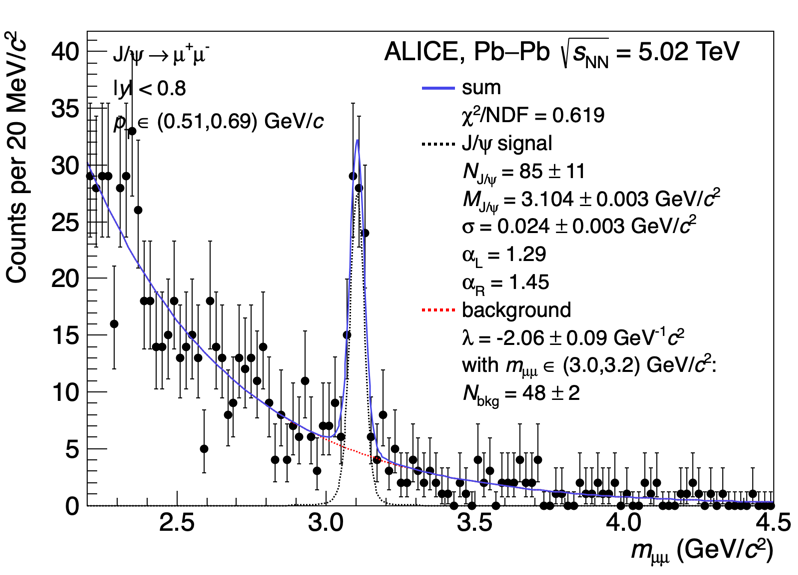 Counts per 20 MeV/c²
40
35
30
25
20
15
10
5
0
J/ψ → μ⁺μ⁻
|y| < 0.8
p_T ∈ (0.51,0.69) GeV/c
ALICE, Pb–Pb √s_NN = 5.02 TeV
sum
χ²/NDF = 0.619
J/ψ signal
N_J/ψ = 85 ± 11
M_J/ψ = 3.104 ± 0.003 GeV/c²
σ = 0.024 ± 0.003 GeV/c²
α_L = 1.29
α_R = 1.45
background
λ = -2.06 ± 0.09 GeV⁻¹c²
with m_μμ ∈ (3.0,3.2) GeV/c²:
N_bkg = 48 ± 2
2.5 3.0 3.5 4.0 4.5
m_μμ (GeV/c²)